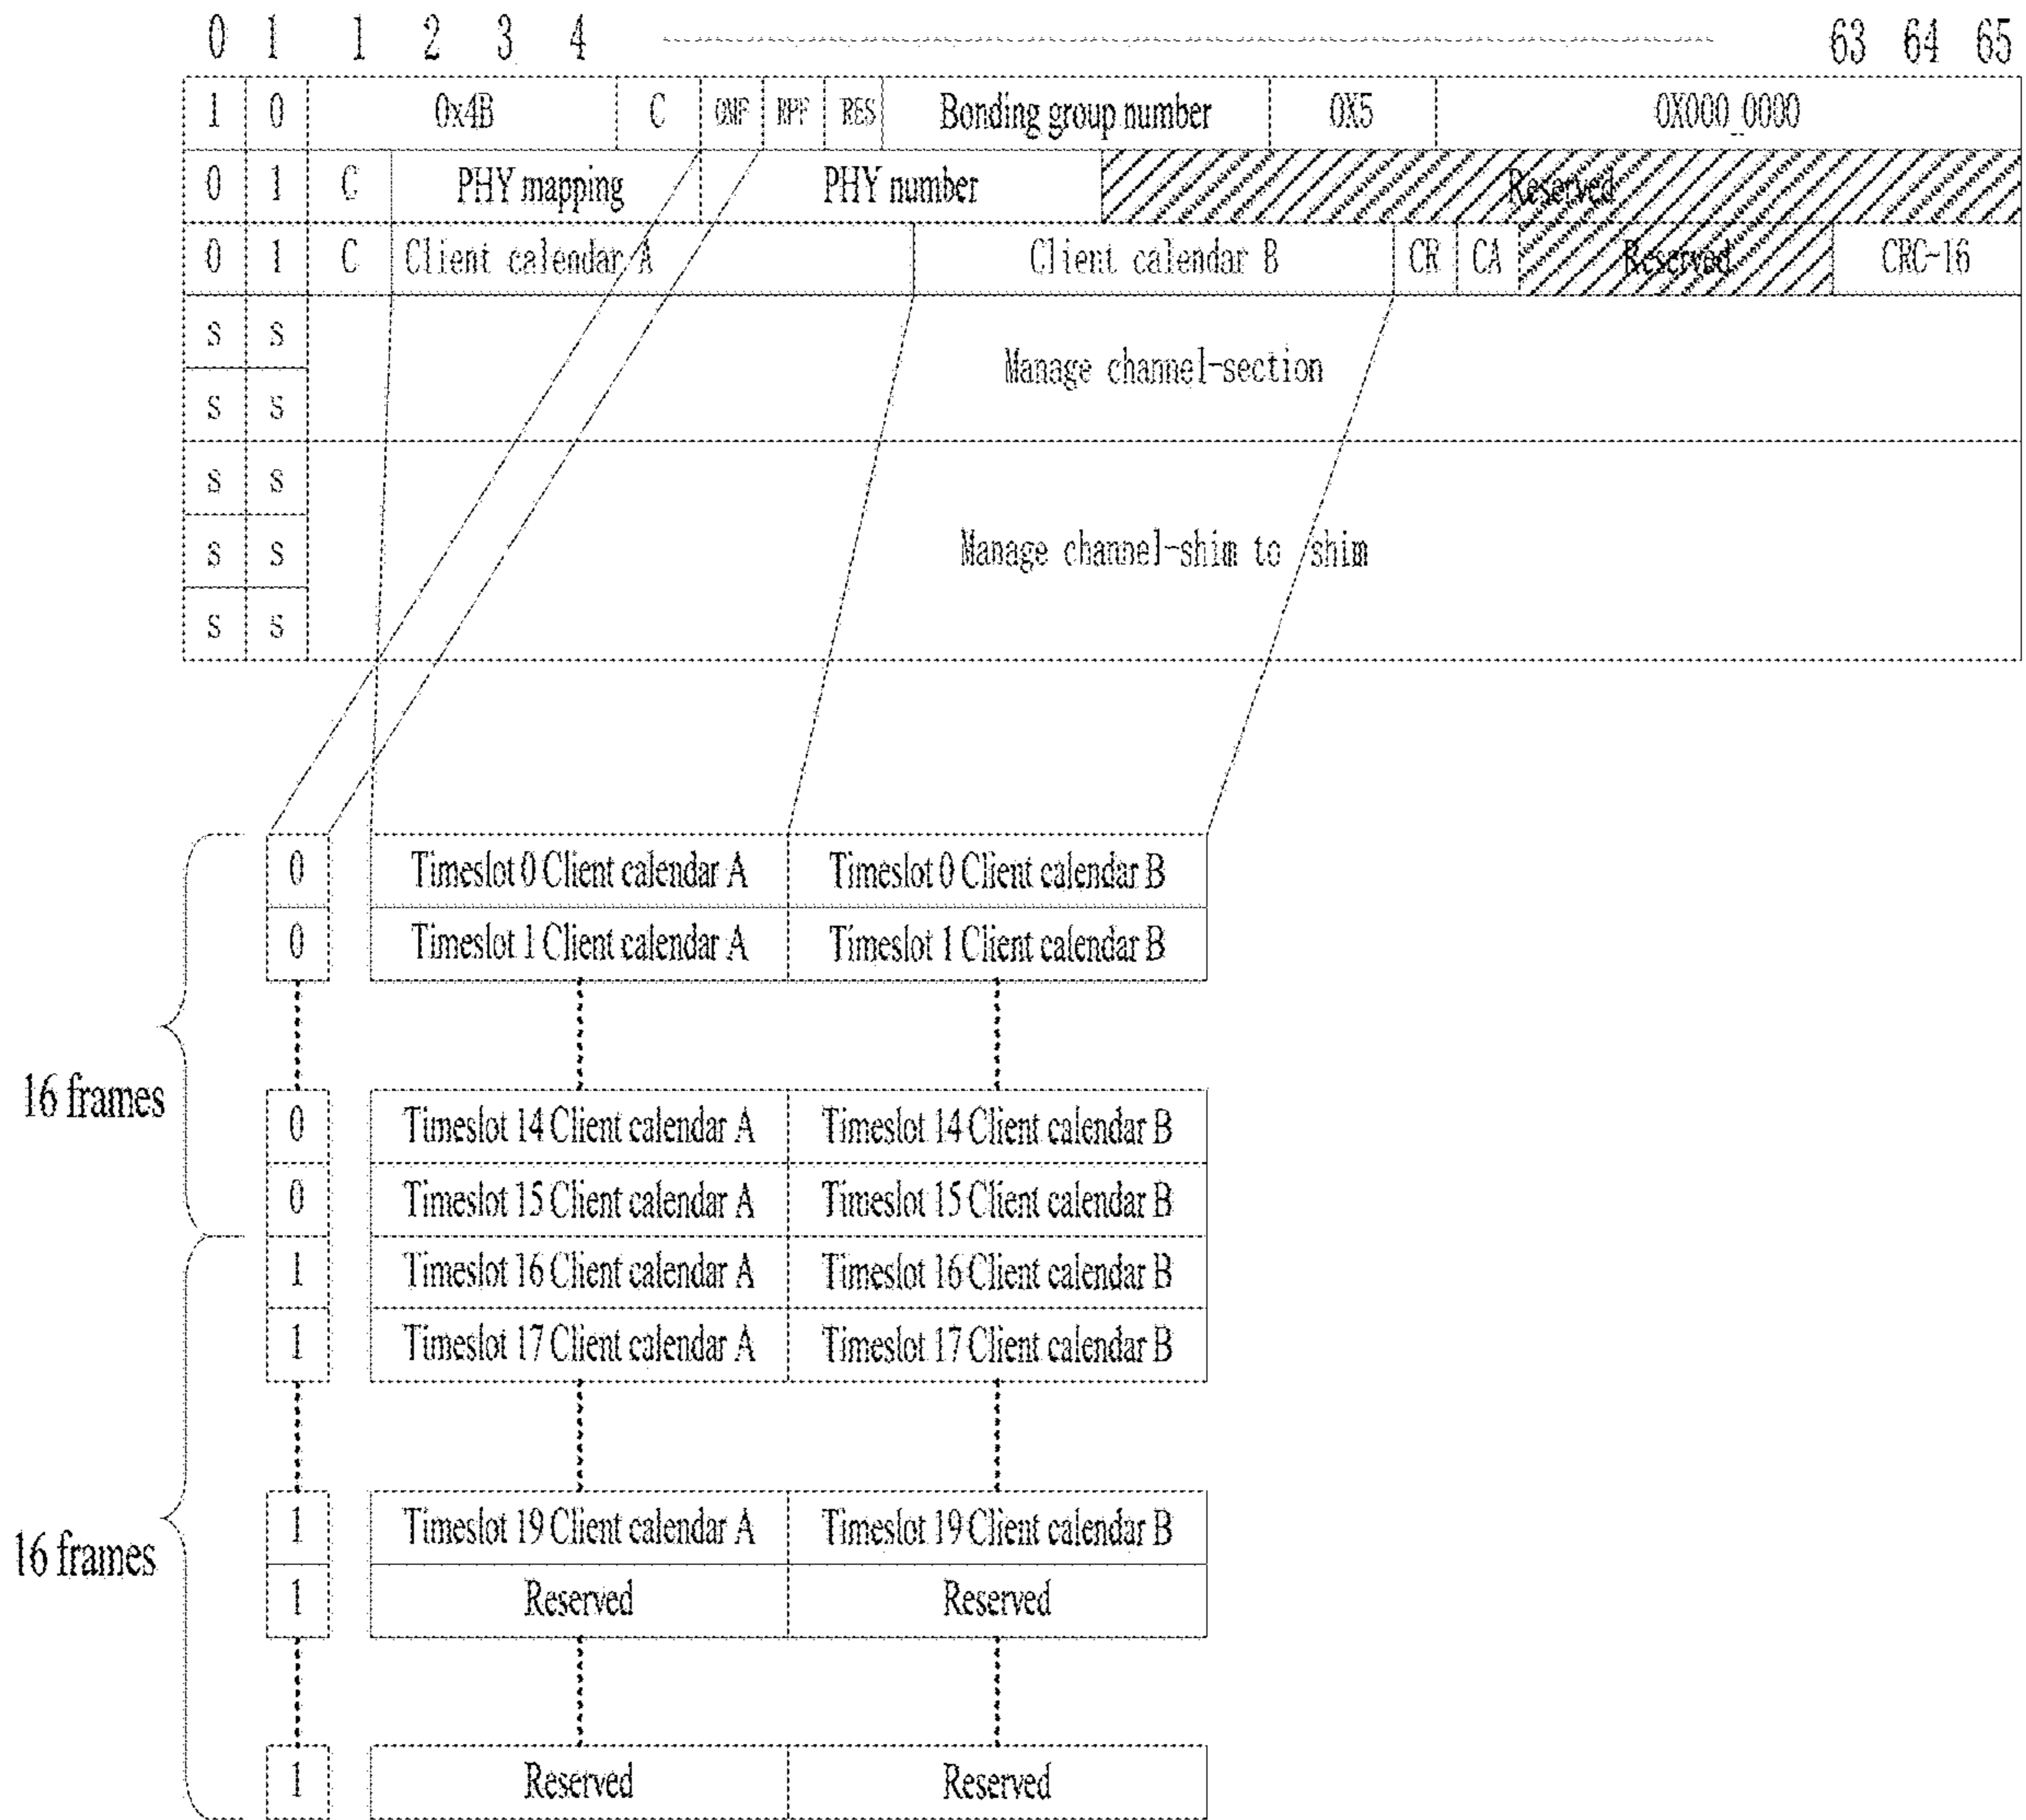 0 1 1 2 3 4 63 64 65
1 0 0x4B C OMF RPF RES Bonding group number 0X5 0X000_0000
0 1 C PHY mapping PHY number Reserved
0 1 C Client calendar A Client calendar B CR CA Reserved CRC-16
S S
Manage channel-section
S S
S S
S S Manage channel-shim to shim
S S
0 Timeslot 0 Client calendar A Timeslot 0 Client calendar B
0 Timeslot 1 Client calendar A Timeslot 1 Client calendar B
16 frames
0 Timeslot 14 Client calendar A Timeslot 14 Client calendar B
0 Timeslot 15 Client calendar A Timeslot 15 Client calendar B
1 Timeslot 16 Client calendar A Timeslot 16 Client calendar B
1 Timeslot 17 Client calendar A Timeslot 17 Client calendar B
1 Timeslot 19 Client calendar A Timeslot 19 Client calendar B
16 frames
1 Reserved Reserved
1 Reserved Reserved